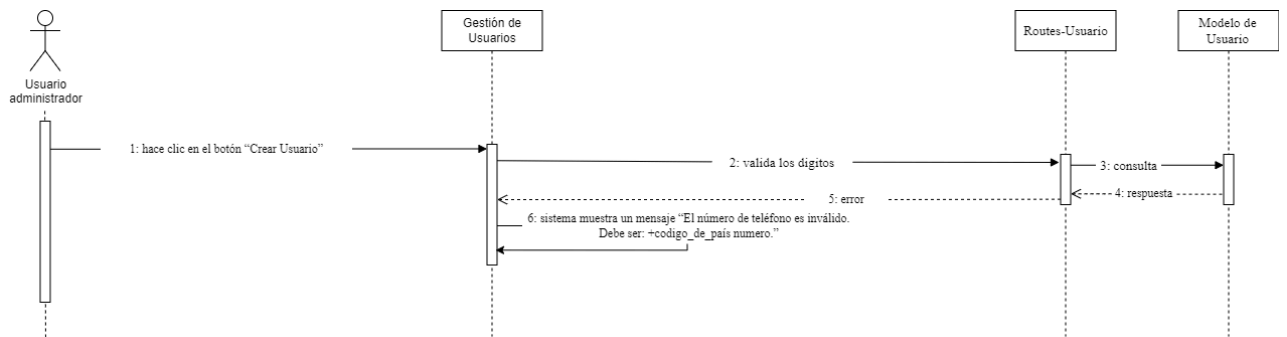 Gestión de
Usuarios
Routes-Usuario
Modelo de
Usuario
Usuario
administrador
1: hace clic en el botón “Crear Usuario”
2: valida los digitos
3: consulta
4: respuesta
5: error
6: sistema muestra un mensaje “El número de teléfono es inválido.
Debe ser: +codigo_de_país numero.”